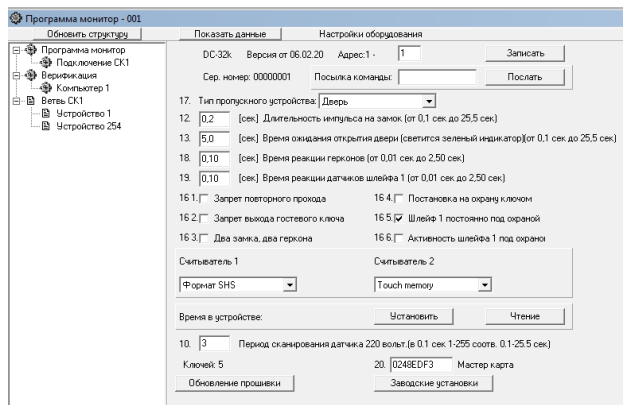 Программа монитор - 001
Обновить структуру
Показать данные
Настройки оборудования
Программа монитор
Подключение СК1
Верификация
Компьютер 1
Ветвь СК1
Устройство 1
Устройство 254
DC-32k Версия от 06.02.20 Адрес:1 - 1 Записать
Сер. номер: 00000001 Посылка команды: Послать
17. Тип пропускного устройства: Дверь
12. 0,2 [сек] Длительность импульса на замок (от 0,1 сек до 25,5 сек)
13. 5,0 [сек] Время ожидания открытия двери (светится зеленый индикатор)(от 0,1 сек до 25,5 сек)
18. 0,10 [сек] Время реакции герконов (от 0,01 сек до 2,50 сек)
19. 0,10 [сек] Время реакции датчиков шлейфа 1 (от 0,01 сек до 2,50 сек)
16 1. Запрет повторного прохода 16 4. Постановка на охрану ключом
16 2. Запрет выхода гостевого ключа 16 5. Шлейф 1 постоянно под охраной
16 3. Два замка, два геркона 16 6. Активность шлейфа 1 под охраної
Считыватель 1 Считыватель 2
Формат SHS Touch memory
Время в устройстве: Установить Чтение
10. 3 Период сканирования датчика 220 вольт.(в 0.1 сек 1-255 соотв. 0.1-25.5 сек)
Ключей: 5 20. 0248EDF3 Мастер карта
Обновление прошивки Заводские установки